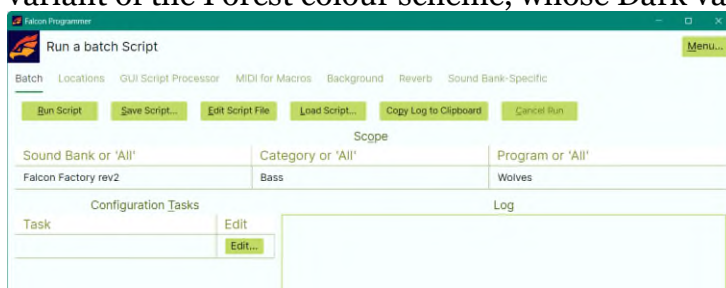 variant of the Forest colour scheme, whose Dark va
Falcon Programmer
Run a batch Script
Menu...
Batch Locations GUI Script Processor MIDI for Macros Background Reverb Sound Bank-Specific
Run Script Save Script... Edit Script File Load Script... Copy Log to Clipboard Cancel Run
Scope
Sound Bank or 'All' Category or 'All' Program or 'All'
Falcon Factory rev2 Bass Wolves
Configuration Tasks Log
Task Edit
Edit...